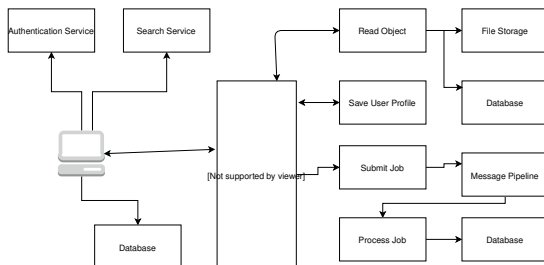 Authentication Service
Search Service
Read Object
File Storage
Save User Profile
Database
[Not supported by viewer]
Submit Job
Message Pipeline
Database
Process Job
Database